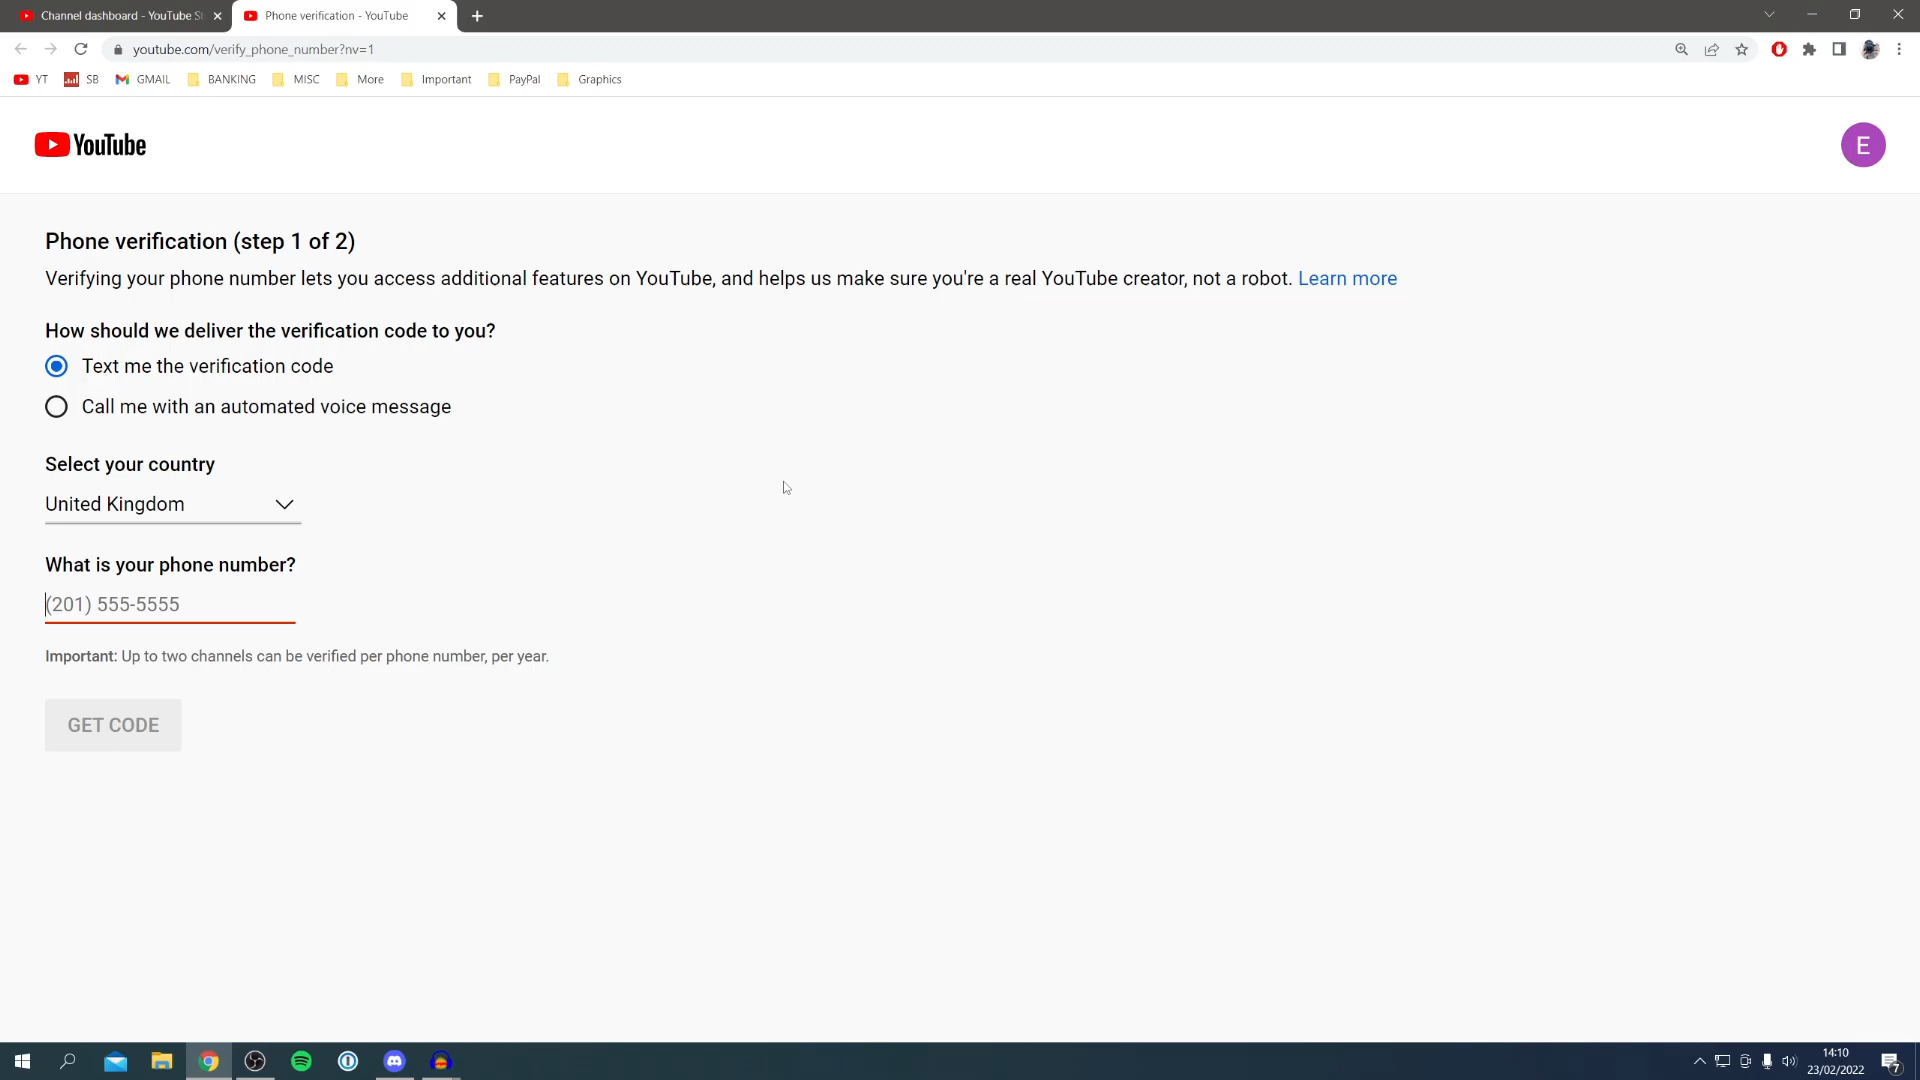 Channel dashboard - YouTube S
Phone verification - YouTube
youtube.com/verify_phone_number?nv=1
YT
SB
GMAIL
BANKING
MISC
More
Important
PayPal
Graphics
YouTube
E
Phone verification (step 1 of 2)
Verifying your phone number lets you access additional features on YouTube, and helps us make sure you're a real YouTube creator, not a robot. Learn more
How should we deliver the verification code to you?
Text me the verification code
Call me with an automated voice message
Select your country
United Kingdom
What is your phone number?
(201) 555-5555
Important: Up to two channels can be verified per phone number, per year.
GET CODE
14:10
23/02/2022
7